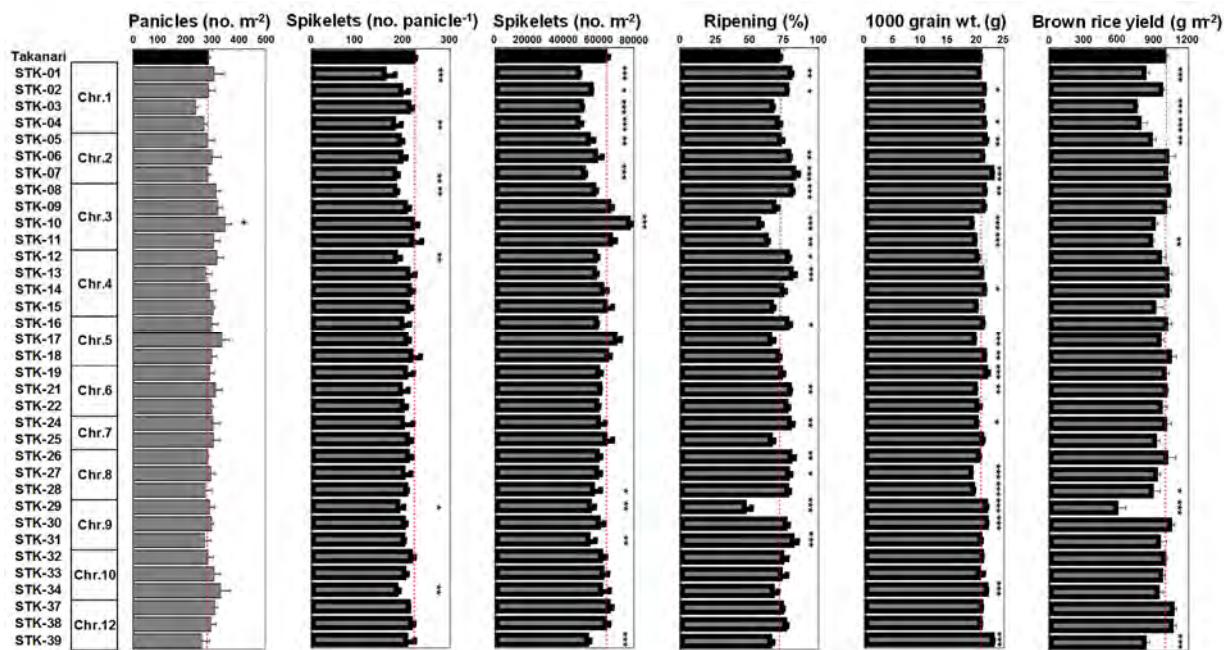 Panicles (no. m-2) Spikelets (no. panicle-1) Spikelets (no. m-2) Ripening (%) 1000 grain wt. (g) Brown rice yield (g m-2)
0 100 200 300 400 500 0 100 200 300 0 20000 40000 60000 80000 0 25 50 75 100 0 5 10 15 20 25 0 300 600 900 1200
Takanari
STK-01 *** *** ** ***
STK-02 * * *
STK-03 *** ***
STK-04 Chr.1 ** *** * ***
STK-05 ** ** ***
STK-06 Chr.2 **
STK-07 ** *** *** ***
STK-08 ** *** **
STK-09
STK-10 Chr.3 * *** *** ***
STK-11 ** *** **
STK-12 ** *
STK-13 ***
STK-14 Chr.4 *
STK-15
STK-16 *
STK-17 Chr.5 ***
STK-18 **
STK-19 ***
STK-21 Chr.6 ** **
STK-22
STK-24 Chr.7 ** *
STK-25
STK-26 **
STK-27 Chr.8 * ***
STK-28 * *** *
STK-29 * ** *** *** ***
STK-30 Chr.9 ***
STK-31 ** ***
STK-32
STK-33 Chr.10
STK-34 ** ***
STK-37
STK-38 Chr.12
STK-39 *** *** ***